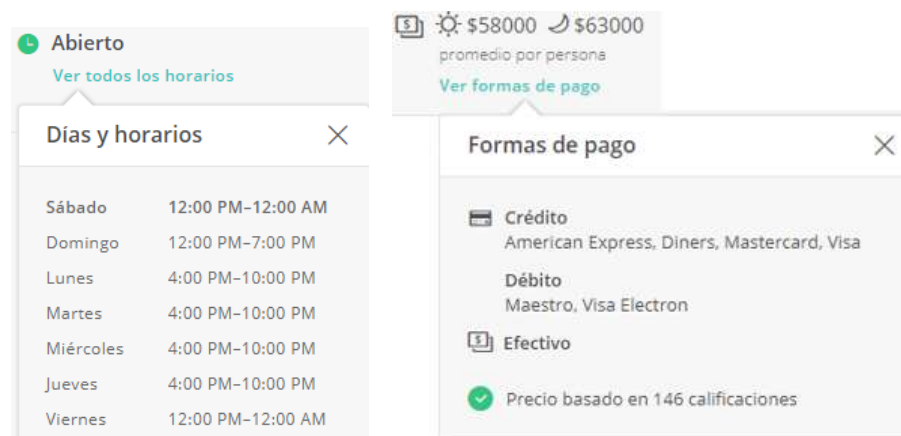 Abierto
Ver todos los horarios
Días y horarios
Sábado 12:00 PM–12:00 AM
Domingo 12:00 PM–7:00 PM
Lunes 4:00 PM–10:00 PM
Martes 4:00 PM–10:00 PM
Miércoles 4:00 PM–10:00 PM
Jueves 4:00 PM–10:00 PM
Viernes 12:00 PM–12:00 AM
$58000 $63000
promedio por persona
Ver formas de pago
Formas de pago
Crédito
American Express, Diners, Mastercard, Visa
Débito
Maestro, Visa Electron
Efectivo
Precio basado en 146 calificaciones